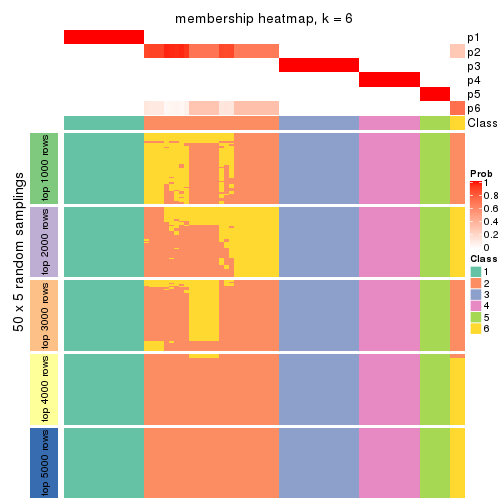 membership heatmap, k = 6
p1
p2
p3
p4
p5
p6
Class
50 x 5 random samplings
top 1000 rows
top 2000 rows
top 3000 rows
top 4000 rows
top 5000 rows
Prob
1
0.8
0.6
0.4
0.2
0
Class
1
2
3
4
5
6